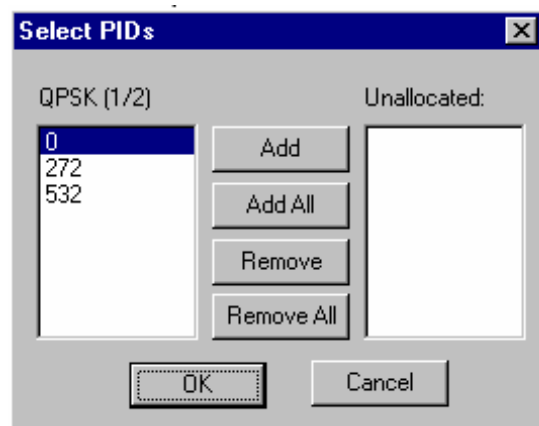 Select PIDs
QPSK (1/2)
Unallocated:
0
272
532
Add
Add All
Remove
Remove All
OK
Cancel